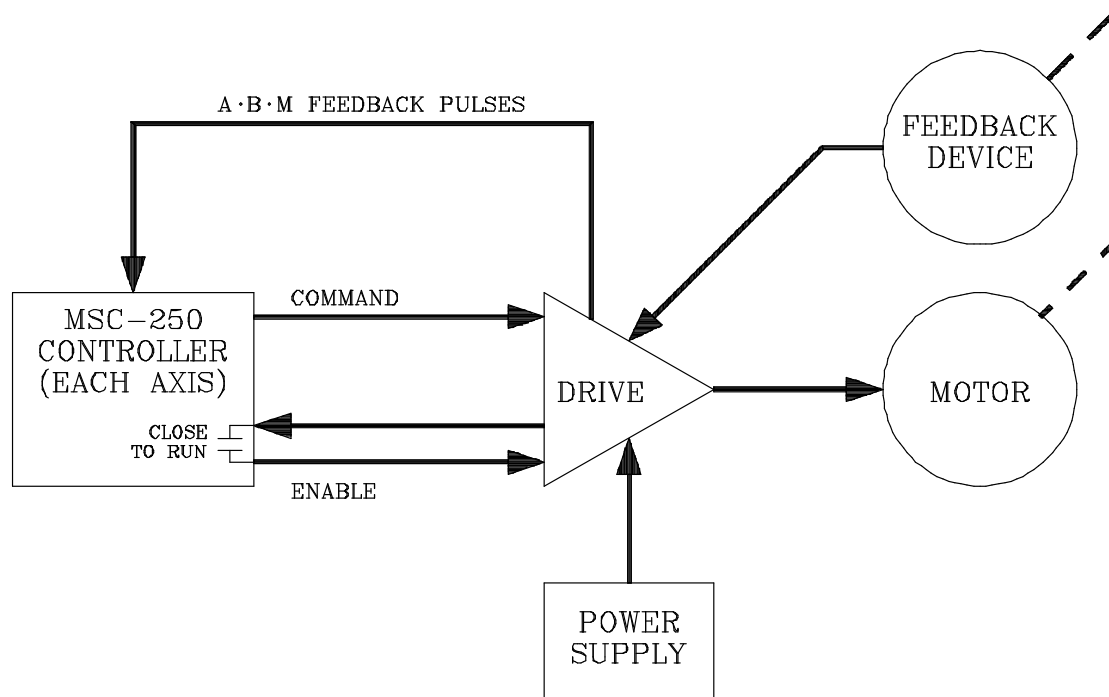 A·B·M FEEDBACK PULSES
FEEDBACK
DEVICE
COMMAND
MSC-250
CONTROLLER
(EACH AXIS)
DRIVE
MOTOR
CLOSE
TO RUN
ENABLE
POWER
SUPPLY